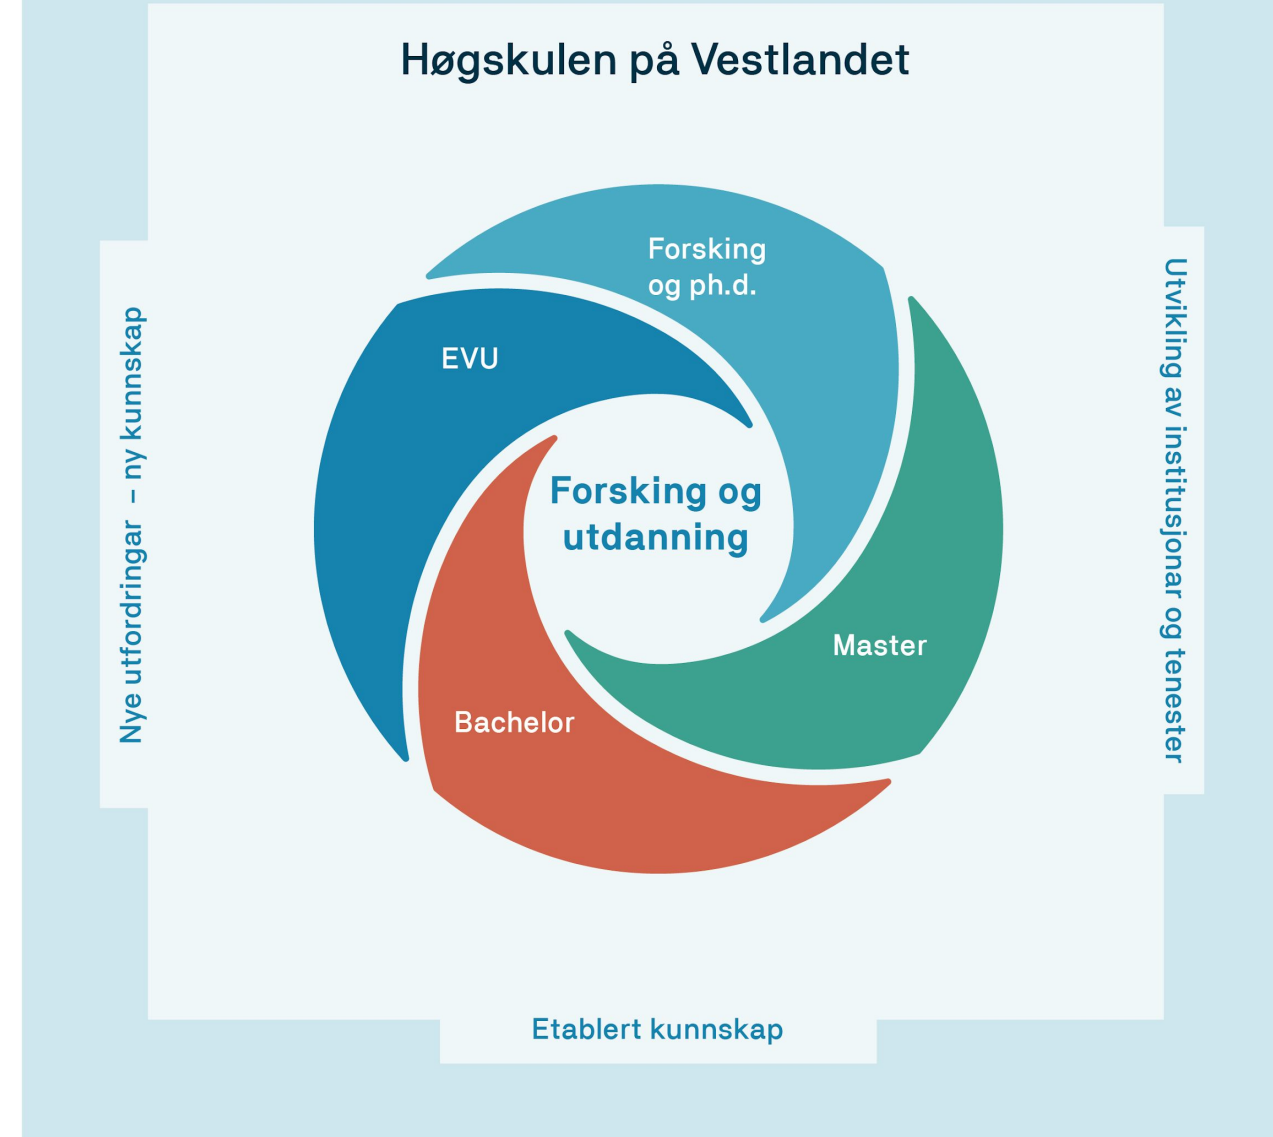 Høgskulen på Vestlandet
Forsking
og ph.d.
EVU
Forsking og
utdanning
Master
Bachelor
Nye utfordringar – ny kunnskap
Utvikling av institusjonar og tenester
Etablert kunnskap